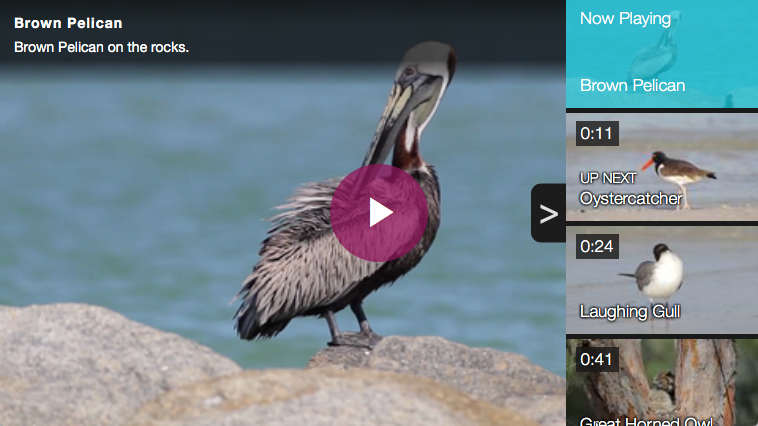 Brown Pelican
Brown Pelican on the rocks.
>
Now Playing
Brown Pelican
0:11
UP NEXT
Oystercatcher
0:24
Laughing Gull
0:41
Great Horned Owl